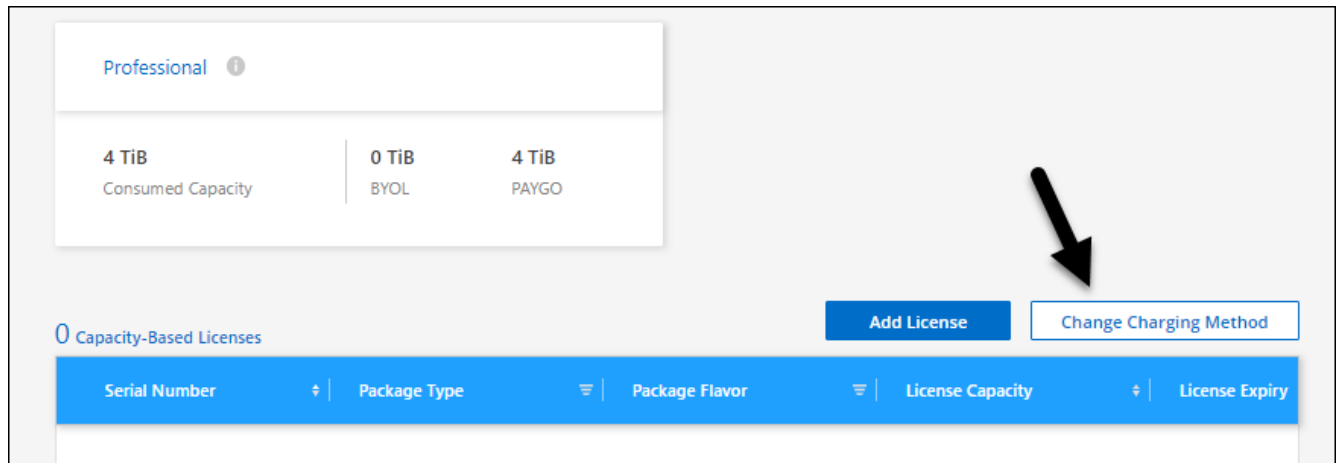 Professional
4 TiB 0 TiB 4 TiB
Consumed Capacity BYOL PAYGO
Add License Change Charging Method
0 Capacity-Based Licenses
Serial Number Package Type Package Flavor License Capacity License Expiry